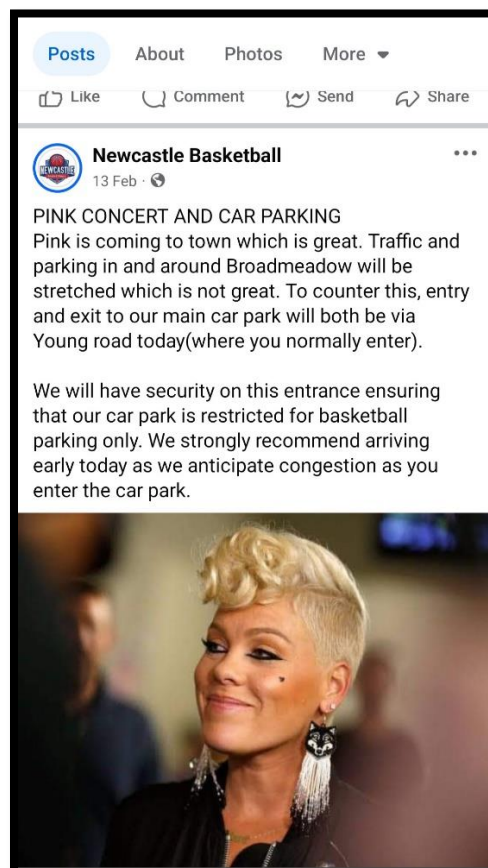 Posts About Photos More
Like Comment Send Share
NEWCASTLE
Newcastle Basketball
13 Feb ·
PINK CONCERT AND CAR PARKING
Pink is coming to town which is great. Traffic and
parking in and around Broadmeadow will be
stretched which is not great. To counter this, entry
and exit to our main car park will both be via
Young road today(where you normally enter).
We will have security on this entrance ensuring
that our car park is restricted for basketball
parking only. We strongly recommend arriving
early today as we anticipate congestion as you
enter the car park.